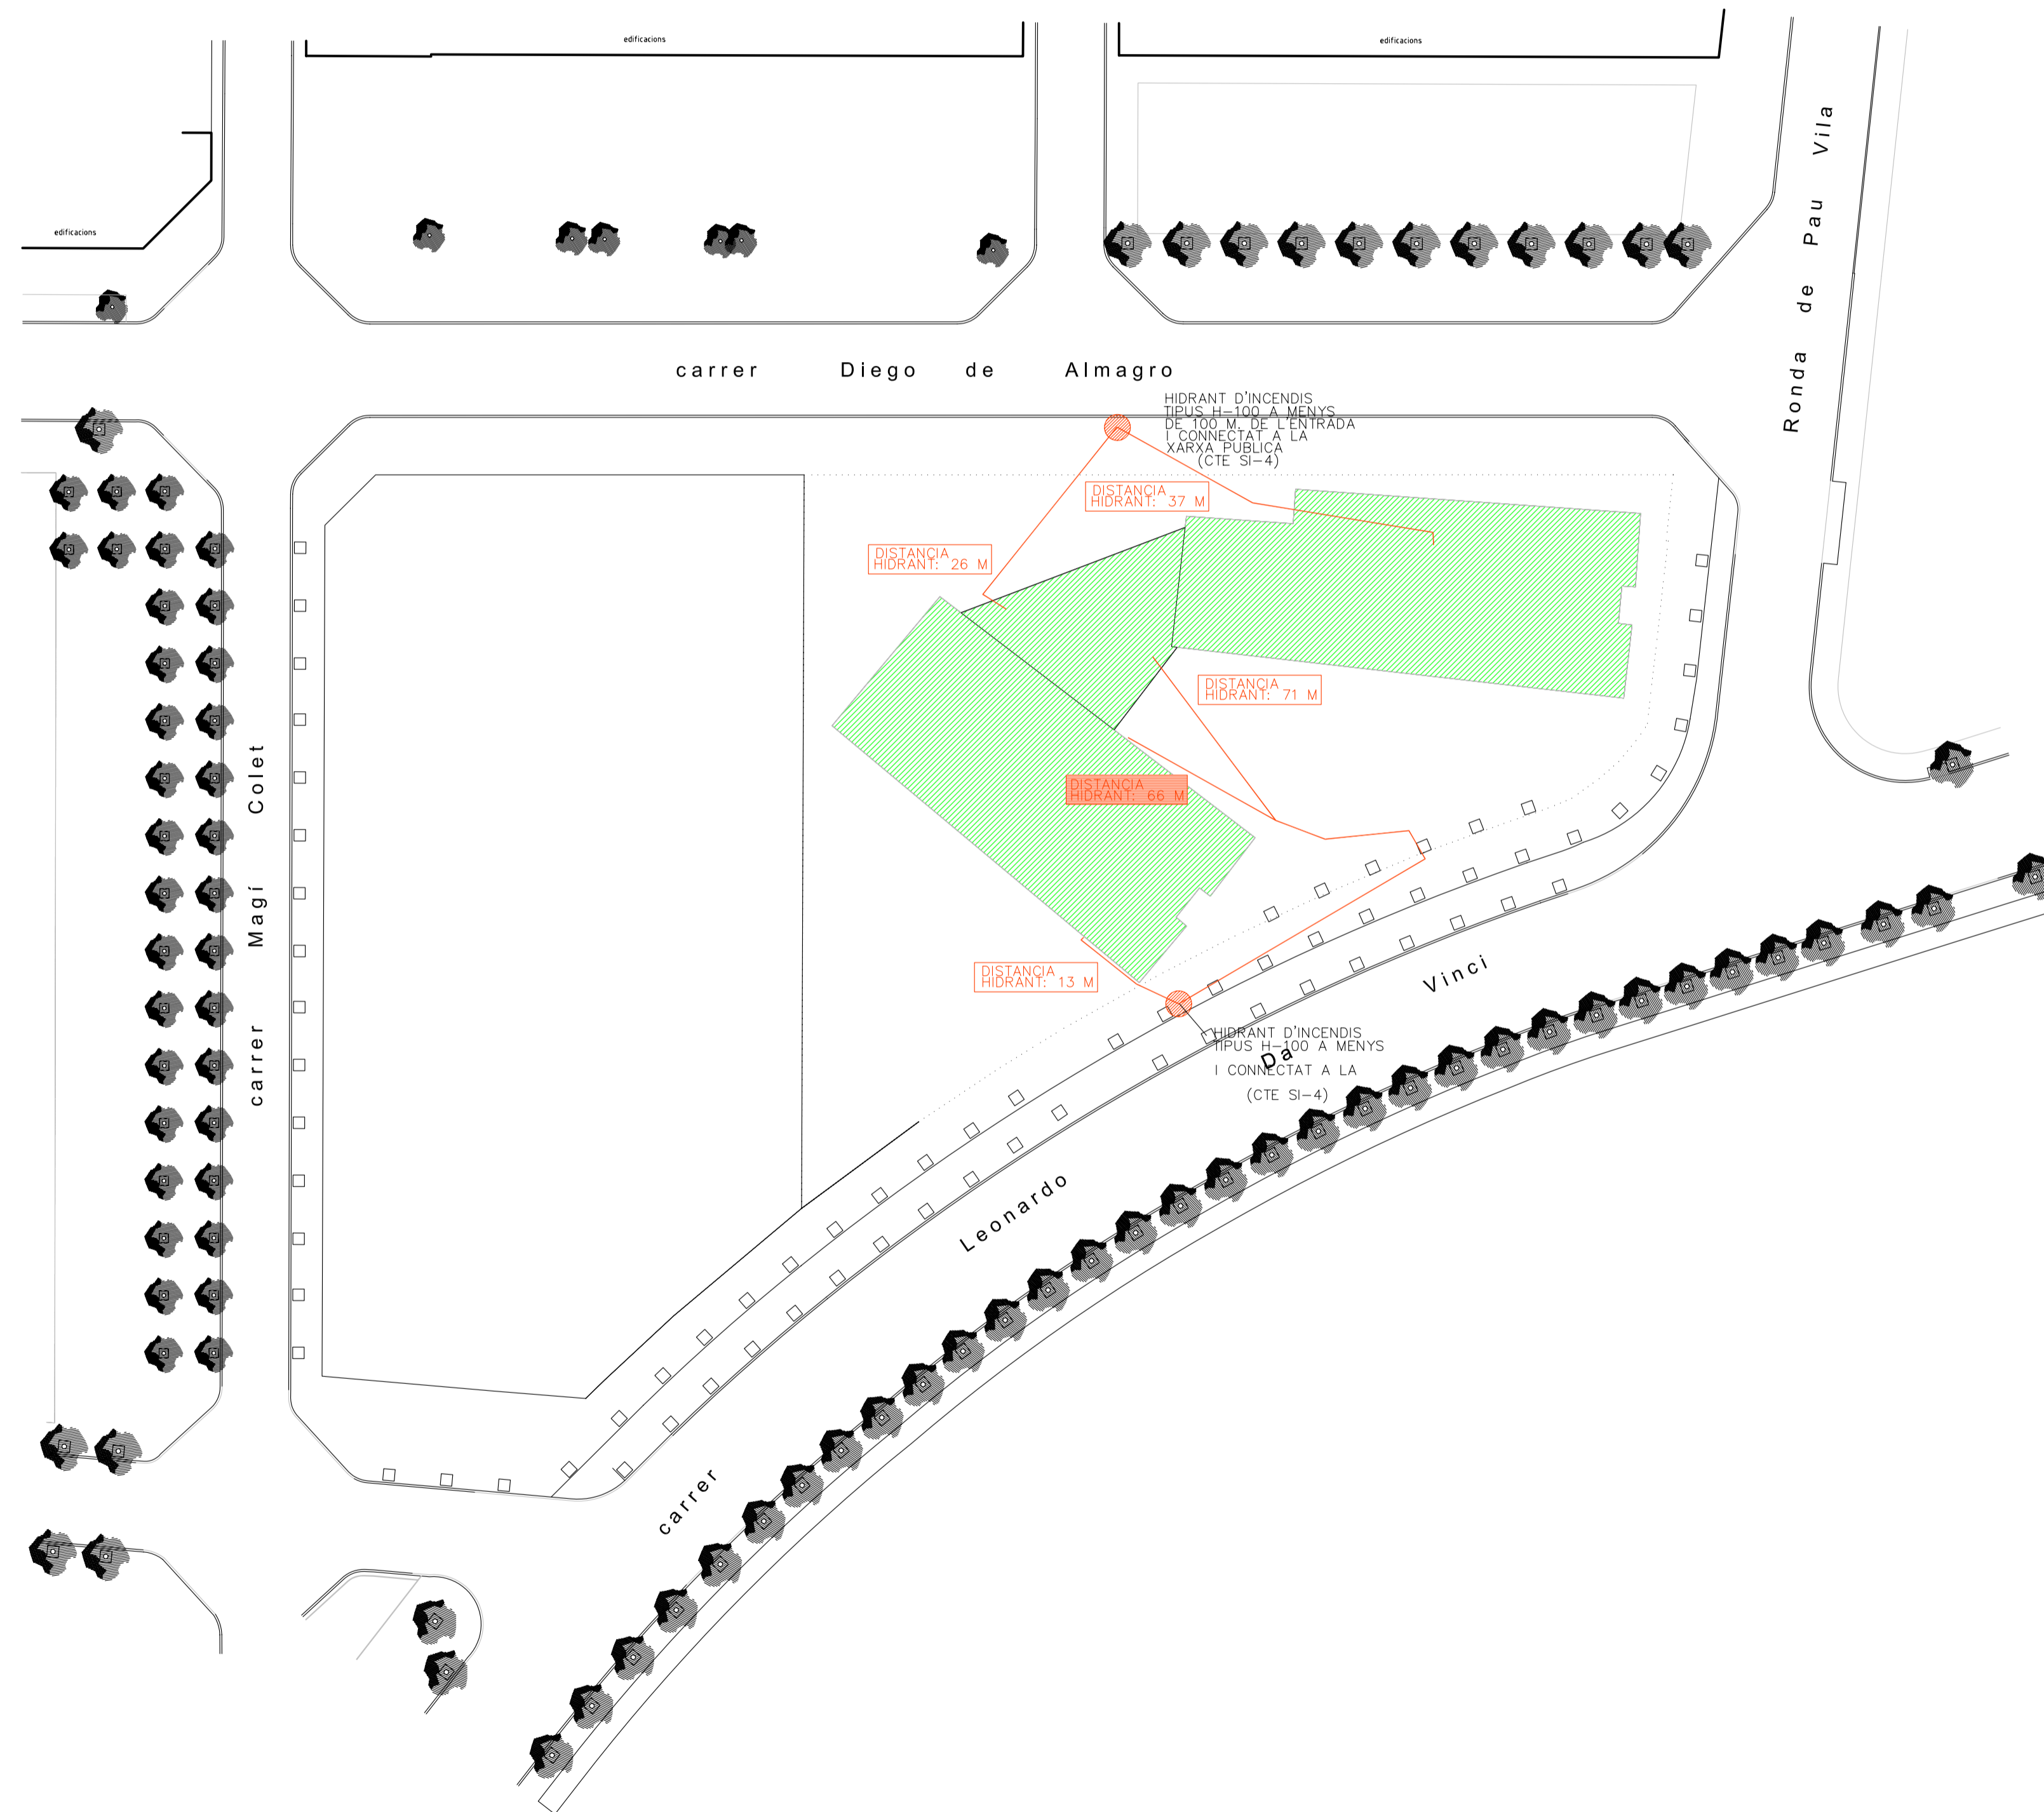 edificacions
edificacions
edificacions
Ronda de Pau Vila
carrer Diego de Almagro
HIDRANT D'INCENDIS
TIPUS H-100 A MENYS
DE 100 M. DE L'ENTRADA
I CONNECTAT A LA
XARXA PUBLICA
(CTE SI-4)
DISTANCIA
HIDRANT: 37 M
DISTANCIA
HIDRANT: 26 M
DISTANCIA
HIDRANT: 71 M
DISTANCIA
HIDRANT: 66 M
carrer Magí Colet
DISTANCIA
HIDRANT: 13 M
HIDRANT D'INCENDIS
TIPUS H-100 A MENYS
I CONNECTAT A LA
(CTE SI-4)
carrer Leonardo Da Vinci